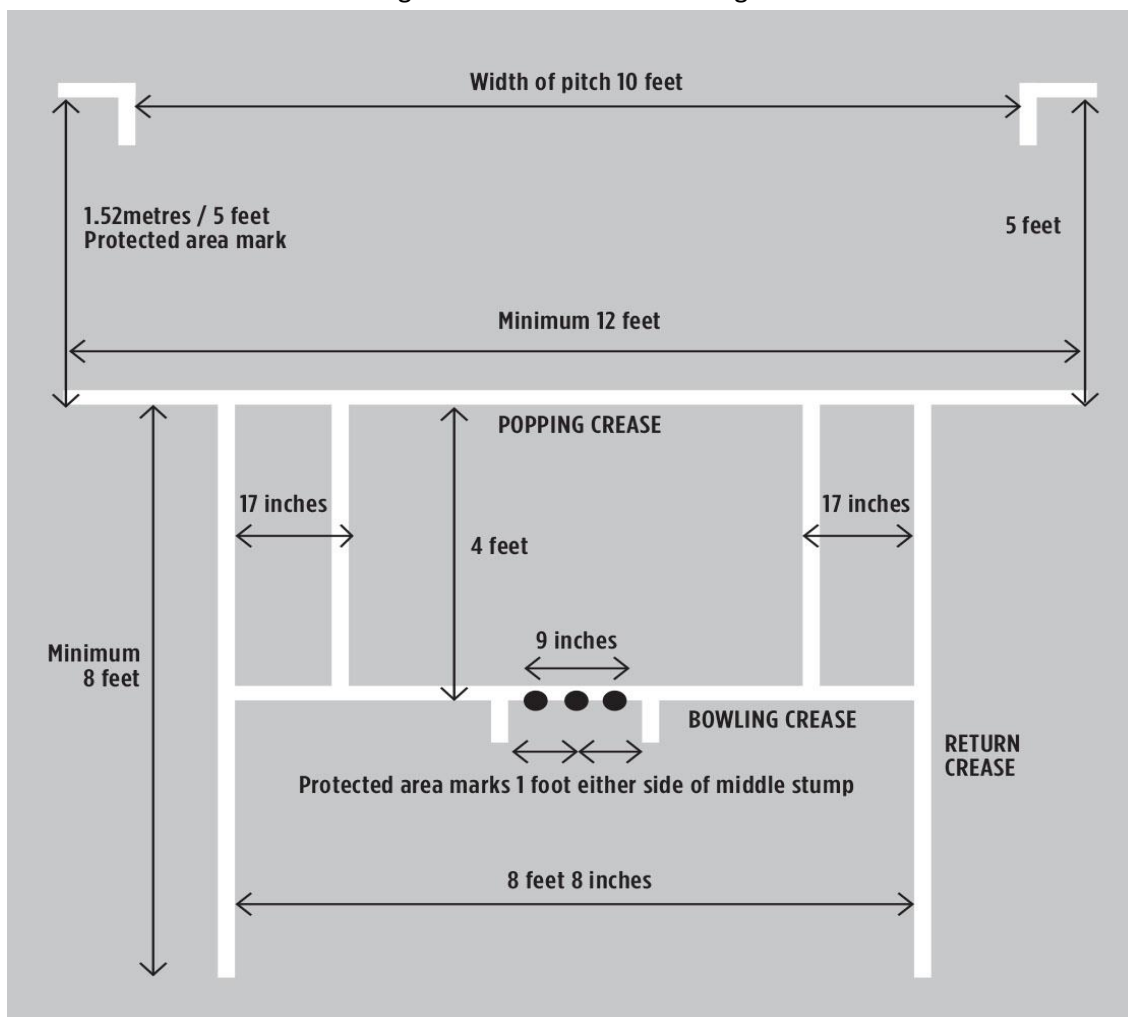 Width of pitch 10 feet
1.52metres / 5 feet
Protected area mark
5 feet
Minimum 12 feet
POPPING CREASE
17 inches
17 inches
4 feet
9 inches
Minimum
8 feet
BOWLING CREASE
RETURN
CREASE
Protected area marks 1 foot either side of middle stump
8 feet 8 inches